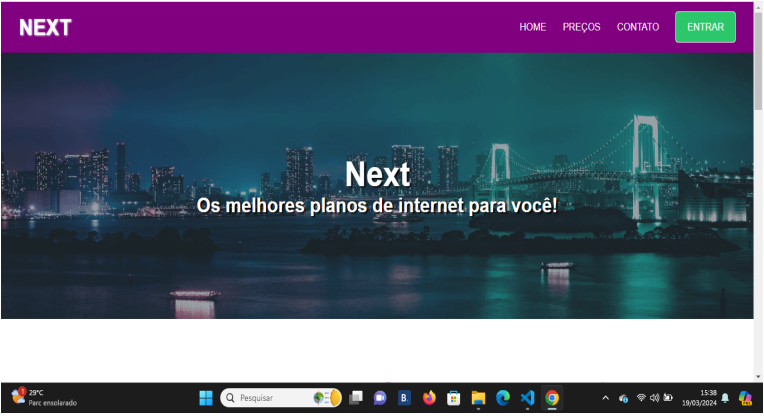 NEXT
HOME PREÇOS CONTATO ENTRAR
Next
Os melhores planos de internet para você!
1
29°C
Parc ensolarado
Pesquisar
B.
15:38
19/03/2024